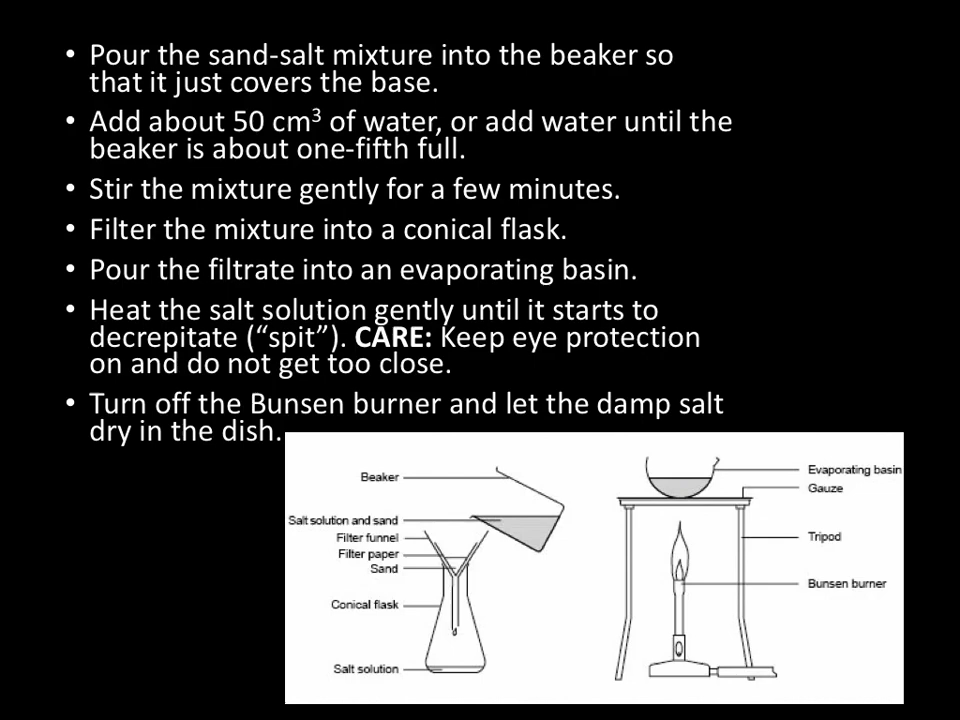 • Pour the sand-salt mixture into the beaker so
that it just covers the base.
• Add about 50 cm³ of water, or add water until the
beaker is about one-fifth full.
• Stir the mixture gently for a few minutes.
• Filter the mixture into a conical flask.
• Pour the filtrate into an evaporating basin.
• Heat the salt solution gently until it starts to
decrepitate (“spit”). CARE: Keep eye protection
on and do not get too close.
• Turn off the Bunsen burner and let the damp salt
dry in the dish.
Beaker
Salt solution and sand
Filter funnel
Filter paper
Sand
Conical flask
Salt solution
Evaporating basin
Gauze
Tripod
Bunsen burner